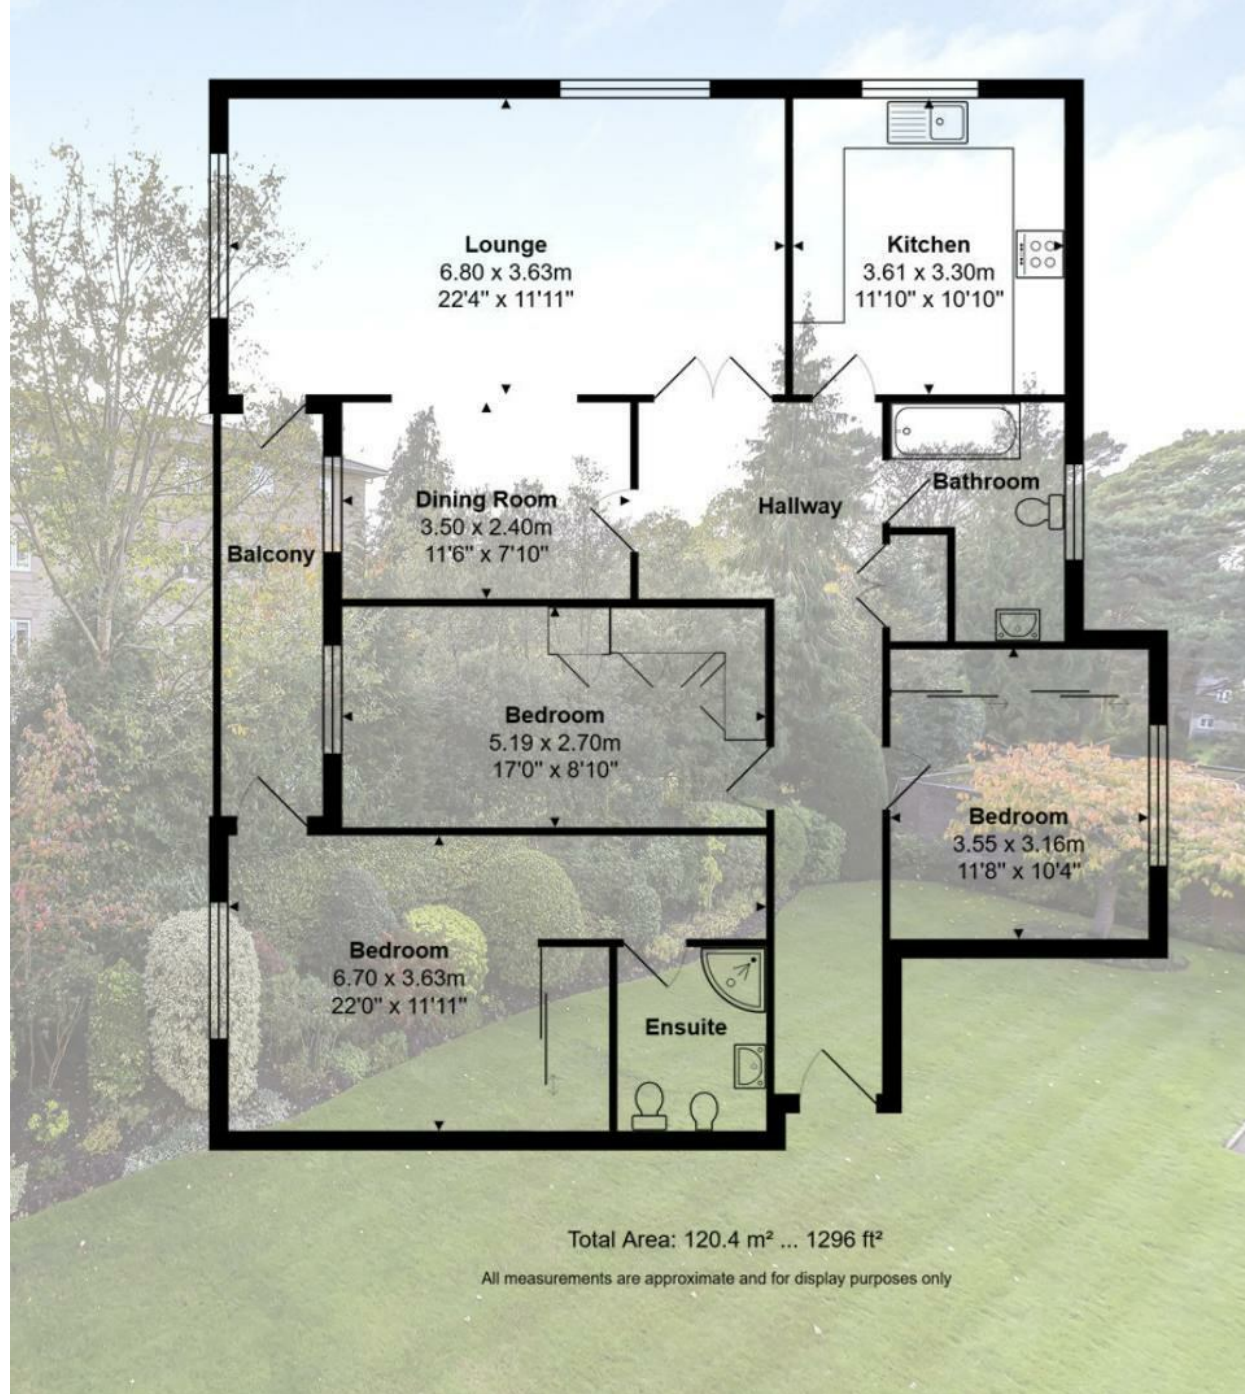 Lounge
6.80 x 3.63m
22'4" x 11'11"
Kitchen
3.61 x 3.30m
11'10" x 10'10"
Dining Room
3.50 x 2.40m
11'6" x 7'10"
Hallway
Bathroom
Balcony
Bedroom
5.19 x 2.70m
17'0" x 8'10"
Bedroom
3.55 x 3.16m
11'8" x 10'4"
Bedroom
6.70 x 3.63m
22'0" x 11'11"
Ensuite
Total Area: 120.4 m² ... 1296 ft²
All measurements are approximate and for display purposes only